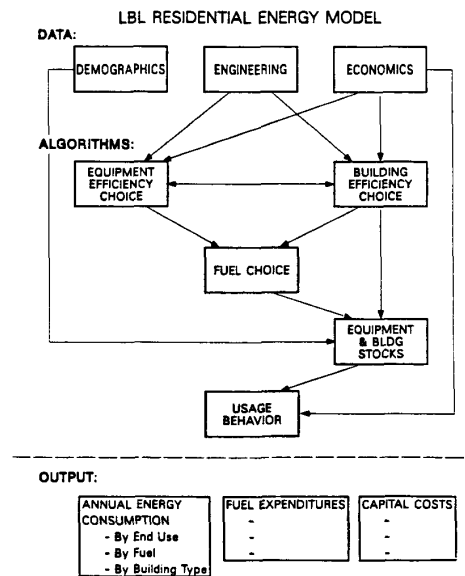 LBL RESIDENTIAL ENERGY MODEL
DATA:
DEMOGRAPHICS
ENGINEERING
ECONOMICS
ALGORITHMS:
EQUIPMENT
EFFICIENCY
CHOICE
BUILDING
EFFICIENCY
CHOICE
FUEL CHOICE
EQUIPMENT
& BLDG
STOCKS
USAGE
BEHAVIOR
OUTPUT:
ANNUAL ENERGY
CONSUMPTION
- By End Use
- By Fuel
- By Building Type
FUEL EXPENDITURES
-
-
-
CAPITAL COSTS
-
-
-